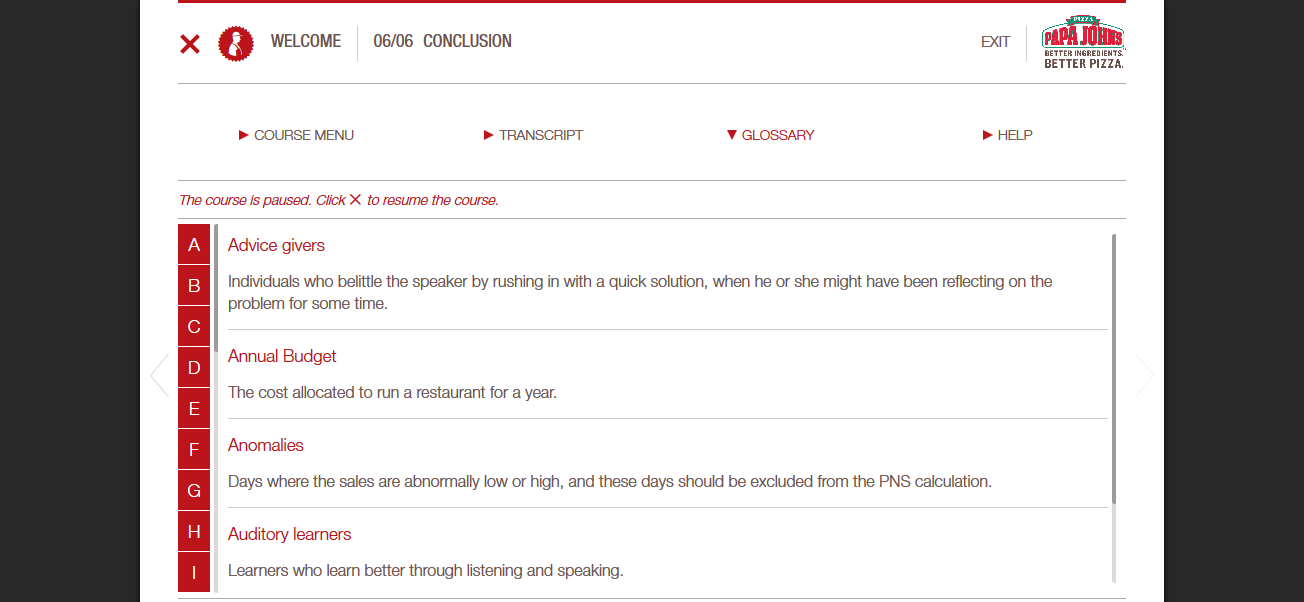 WELCOME
06/06 CONCLUSION
EXIT
PIZZA
PAPA JOHNS
BETTER INGREDIENTS.
BETTER PIZZA.
COURSE MENU
TRANSCRIPT
GLOSSARY
HELP
The course is paused. Click ✕ to resume the course.
A
B
C
D
E
F
G
H
I
Advice givers
Individuals who belittle the speaker by rushing in with a quick solution, when he or she might have been reflecting on the
problem for some time.
Annual Budget
The cost allocated to run a restaurant for a year.
Anomalies
Days where the sales are abnormally low or high, and these days should be excluded from the PNS calculation.
Auditory learners
Learners who learn better through listening and speaking.